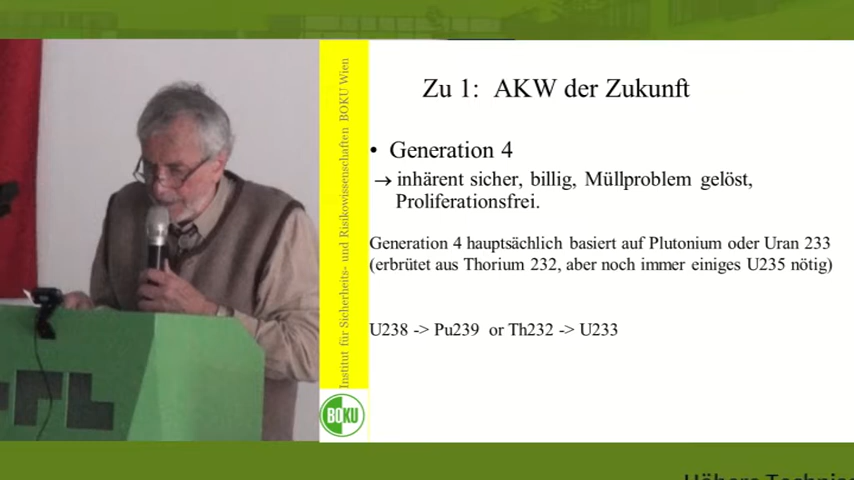 Zu 1: AKW der Zukunft
• Generation 4
→ inhärent sicher, billig, Müllproblem gelöst,
Proliferationsfrei.
Generation 4 hauptsächlich basiert auf Plutonium oder Uran 233
(erbrütet aus Thorium 232, aber noch immer einiges U235 nötig)
U238 -> Pu239 or Th232 -> U233
Institut für Sicherheits- und Risikowissenschaften BOKU Wien
BOKU